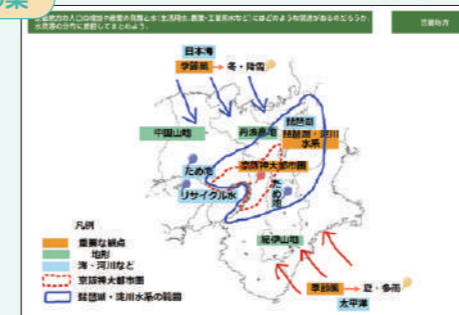 近畿地方の人口の増加や産業の発展と水(生活用水、農業・工業用水など)にはどのような関連があるのだろうか。
水資源の分布に着目してまとめよう。
近畿地方
日本海
季節風→冬・降雪
中国山地
丹波高地
琵琶湖
琵琶湖・淀川
水系
京阪神大都市圏
ため池
ため池
リサイクル水
紀伊山地
季節風→夏・多雨
太平洋
凡例
重要な観点
地形
海・河川など
京阪神大都市圏
琵琶湖・淀川水系の範囲